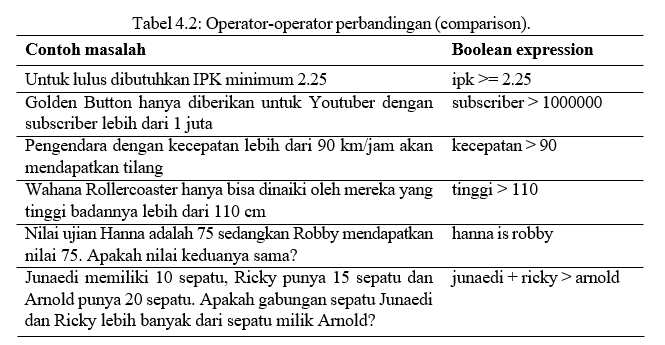 Tabel 4.2: Operator-operator perbandingan (comparison).
Contoh masalah Boolean expression
Untuk lulus dibutuhkan IPK minimum 2.25 ipk >= 2.25
Golden Button hanya diberikan untuk Youtuber dengan subscriber > 1000000
subscriber lebih dari 1 juta
Pengendara dengan kecepatan lebih dari 90 km/jam akan kecepatan > 90
mendapatkan tilang
Wahana Rollercoaster hanya bisa dinaiki oleh mereka yang tinggi > 110
tinggi badannya lebih dari 110 cm
Nilai ujian Hanna adalah 75 sedangkan Robby mendapatkan hanna is robby
nilai 75. Apakah nilai keduanya sama?
Junaedi memiliki 10 sepatu, Ricky punya 15 sepatu dan junaedi + ricky > arnold
Arnold punya 20 sepatu. Apakah gabungan sepatu Junaedi
dan Ricky lebih banyak dari sepatu milik Arnold?